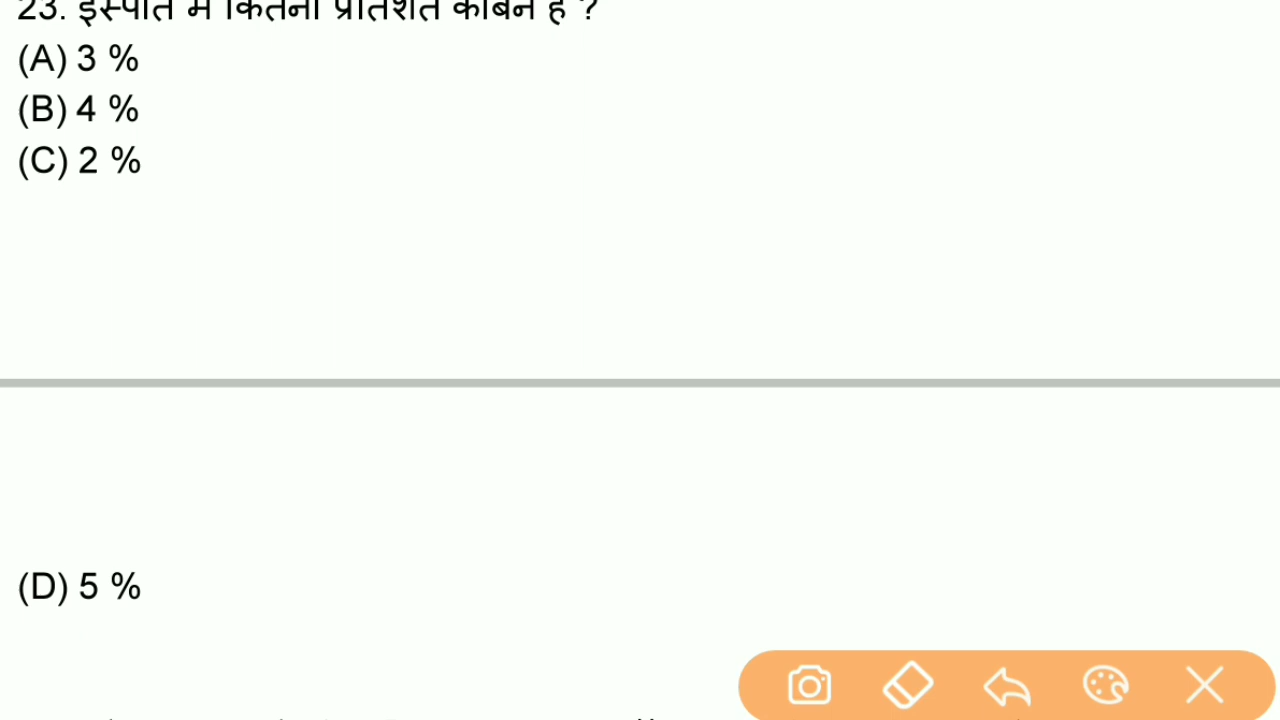 23. इस्पात में कितना प्रतिशत कार्बन है ?
(A) 3 %
(B) 4 %
(C) 2 %
(D) 5 %